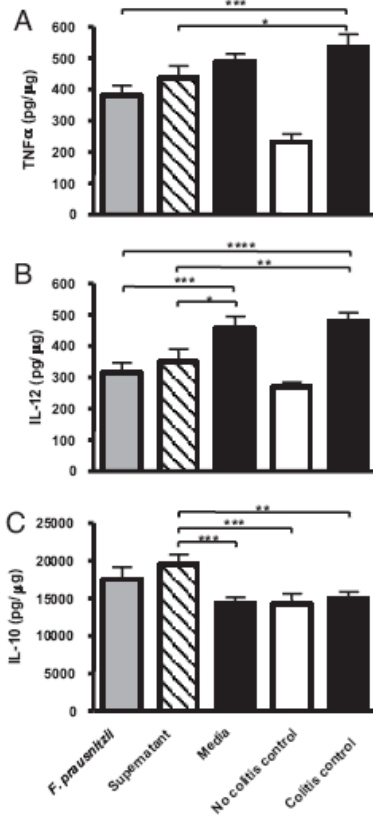 A
***
*
600
500
400
300
200
100
0
TNFα (pg/µg)
B
****
**
***
*
600
500
400
300
200
100
0
IL-12 (pg/µg)
C
**
***
***
25000
20000
15000
10000
5000
0
IL-10 (pg/µg)
F. prausnitzii
Supernatant
Media
No colitis control
Colitis control